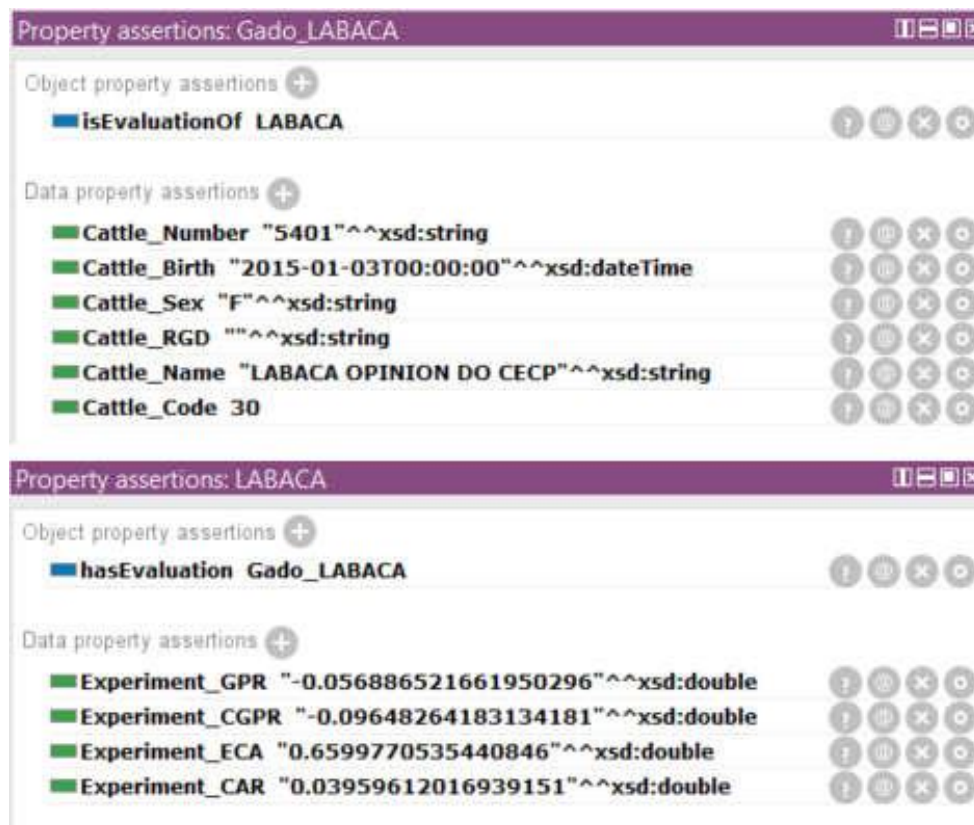 Property assertions: Gado_LABACA
Object property assertions
isEvaluationOf LABACA
Data property assertions
Cattle_Number "5401"^^xsd:string
Cattle_Birth "2015-01-03T00:00:00"^^xsd:dateTime
Cattle_Sex "F"^^xsd:string
Cattle_RGD ""^^xsd:string
Cattle_Name "LABACA OPINION DO CECP"^^xsd:string
Cattle_Code 30
Property assertions: LABACA
Object property assertions
hasEvaluation Gado_LABACA
Data property assertions
Experiment_GPR "-0.056886521661950296"^^xsd:double
Experiment_CGPR "-0.09648264183134181"^^xsd:double
Experiment_ECA "0.6599770535440846"^^xsd:double
Experiment_CAR "0.03959612016939151"^^xsd:double